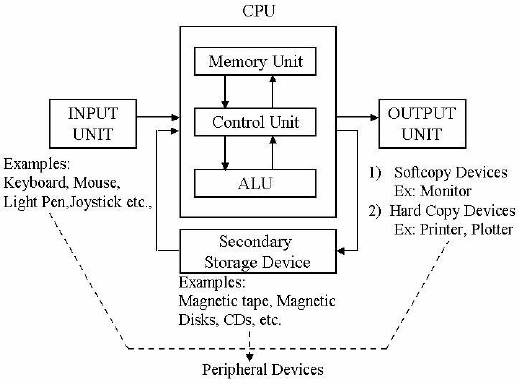 CPU
Memory Unit
INPUT
UNIT
Control Unit
OUTPUT
UNIT
ALU
Examples:
Keyboard, Mouse,
Light Pen,Joystick etc.,
1) Softcopy Devices
Ex: Monitor
2) Hard Copy Devices
Ex: Printer, Plotter
Secondary
Storage Device
Examples:
Magnetic tape, Magnetic
Disks, CDs, etc.
Peripheral Devices